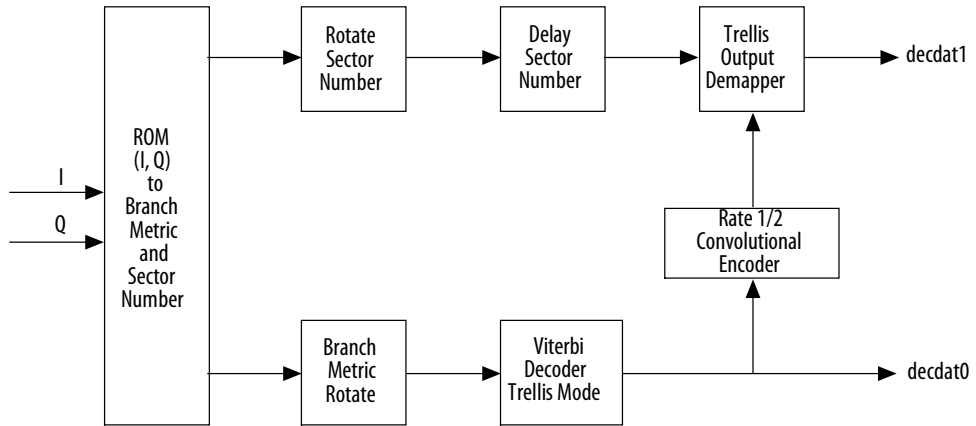 I
Q
ROM
(I, Q)
to
Branch
Metric
and
Sector
Number
Rotate
Sector
Number
Delay
Sector
Number
Trellis
Output
Demapper
decdat1
Rate 1/2
Convolutional
Encoder
Branch
Metric
Rotate
Viterbi
Decoder
Trellis Mode
decdat0